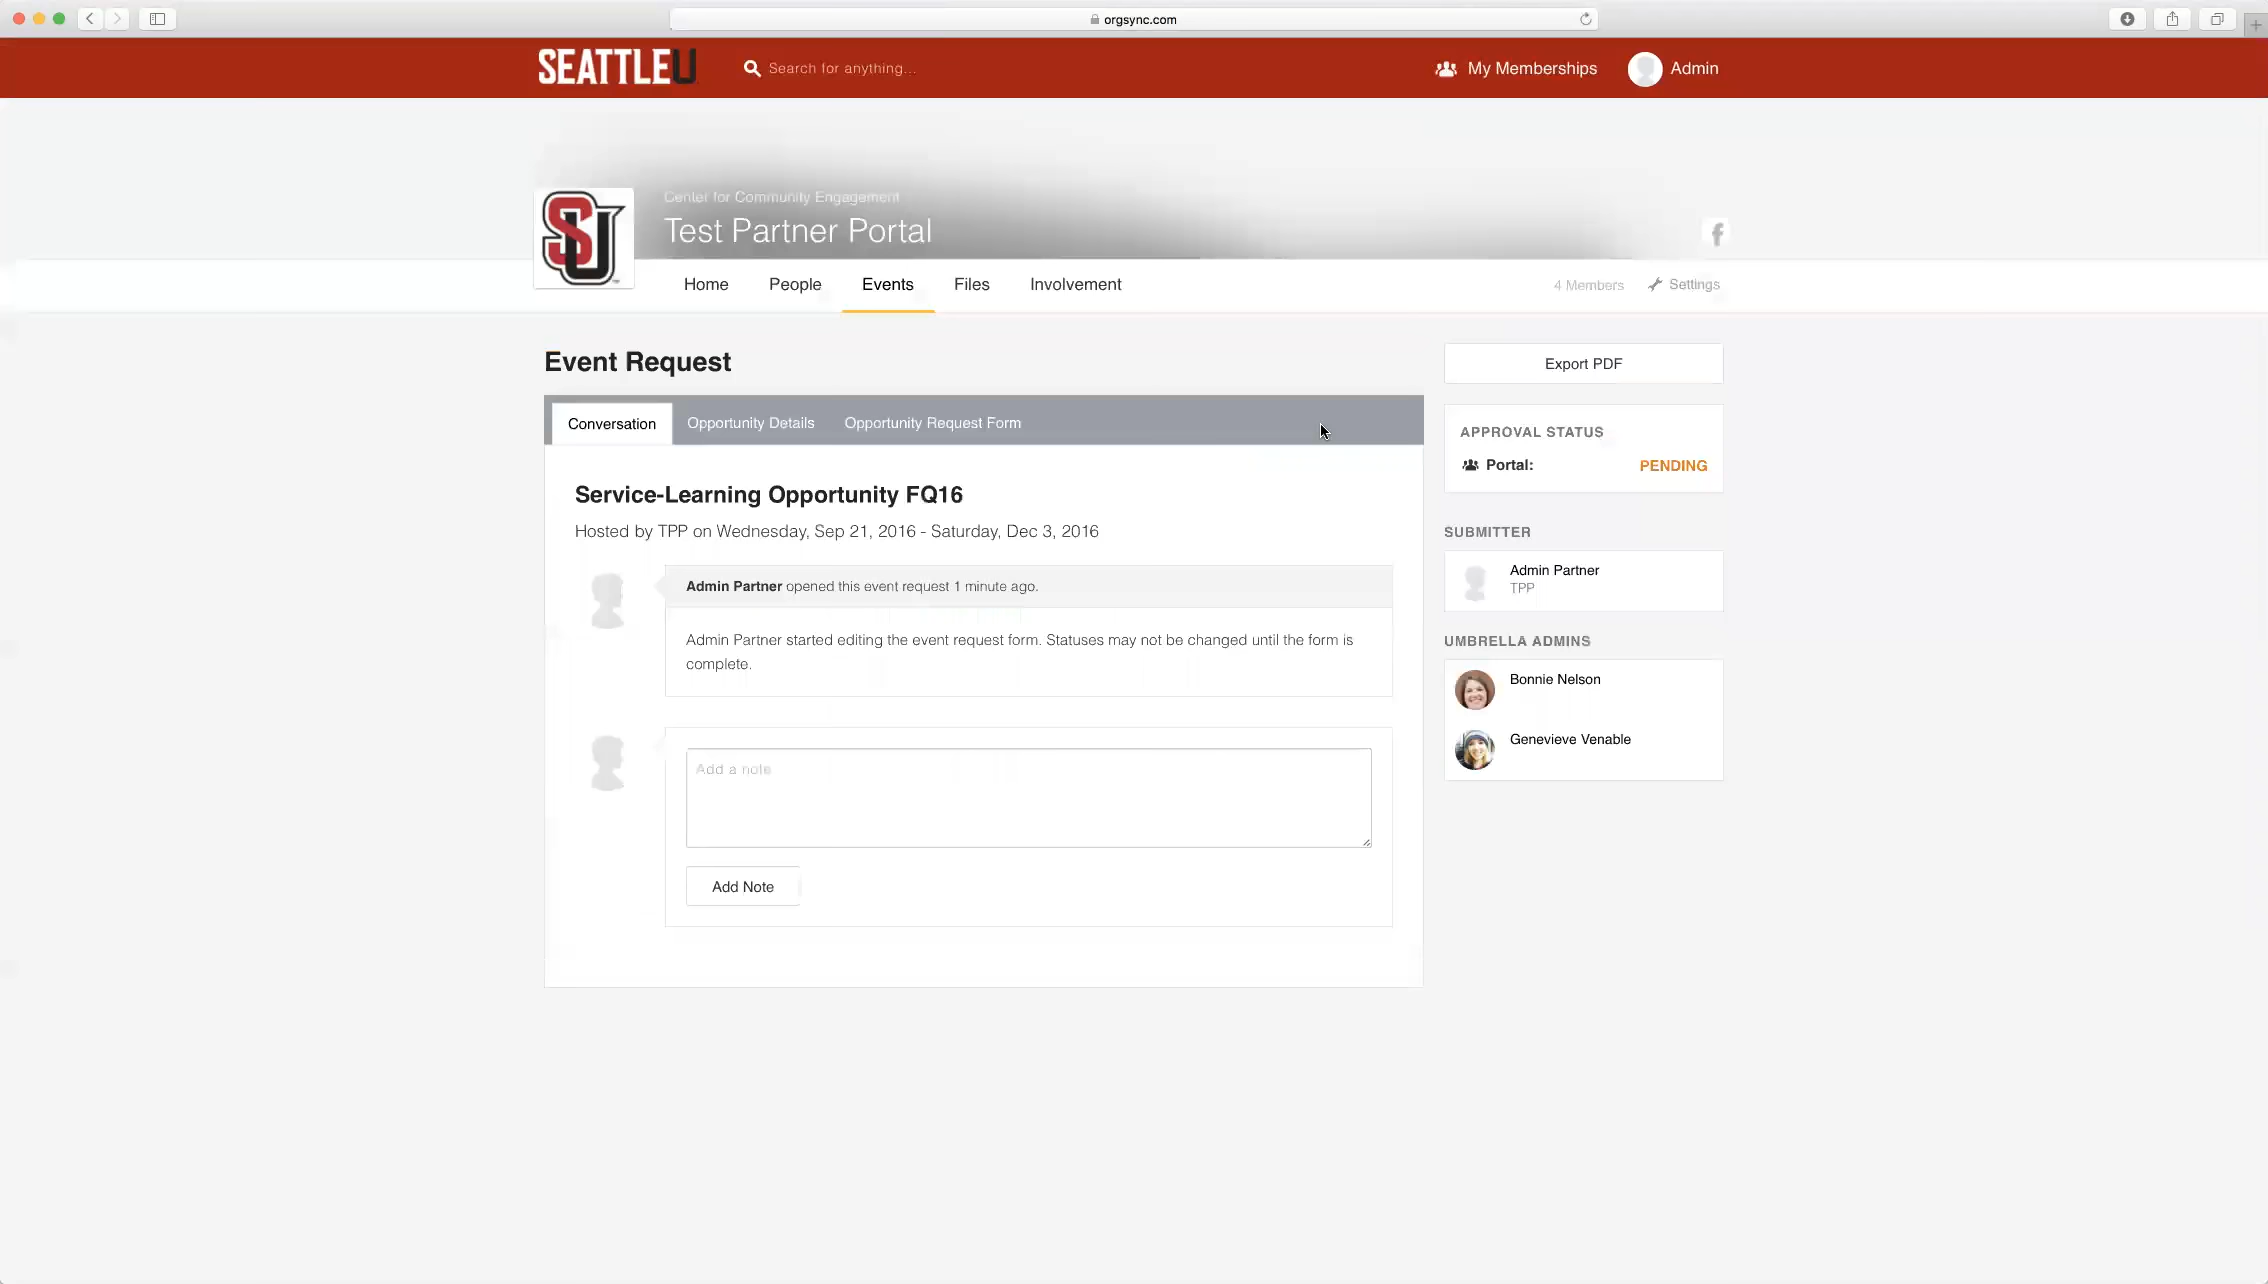 orgsync.com
SEATTLEU
Search for anything...
My Memberships
Admin
Center for Community Engagement
Test Partner Portal
SU
Home
People
Events
Files
Involvement
4 Members
Settings
Event Request
Export PDF
Conversation
Opportunity Details
Opportunity Request Form
APPROVAL STATUS
Portal:
PENDING
Service-Learning Opportunity FQ16
Hosted by TPP on Wednesday, Sep 21, 2016 - Saturday, Dec 3, 2016
SUBMITTER
Admin Partner
TPP
Admin Partner opened this event request 1 minute ago.
Admin Partner started editing the event request form. Statuses may not be changed until the form is
complete.
UMBRELLA ADMINS
Bonnie Nelson
Genevieve Venable
Add a note
Add Note